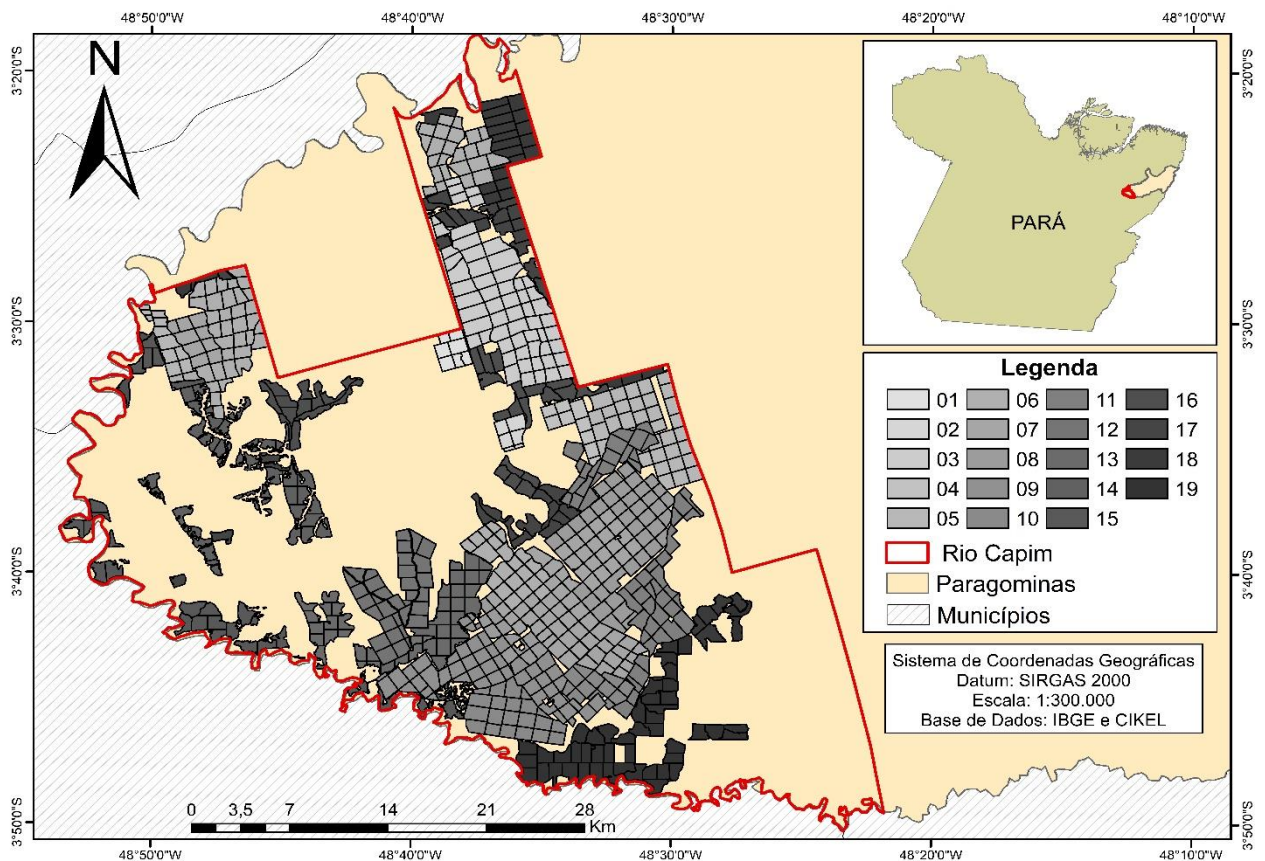 48°50'0"W 48°40'0"W 48°30'0"W 48°20'0"W 48°10'0"W
3°20'0"S
3°30'0"S
3°40'0"S
3°50'0"S
N
PARÁ
3°20'0"S
3°30'0"S
3°40'0"S
3°50'0"S
Legenda
01 06 11 16
02 07 12 17
03 08 13 18
04 09 14 19
05 10 15
Rio Capim
Paragominas
Municípios
Sistema de Coordenadas Geográficas
Datum: SIRGAS 2000
Escala: 1:300.000
Base de Dados: IBGE e CIKEL
0 3,5 7 14 21 28
Km
48°50'0"W 48°40'0"W 48°30'0"W 48°20'0"W 48°10'0"W